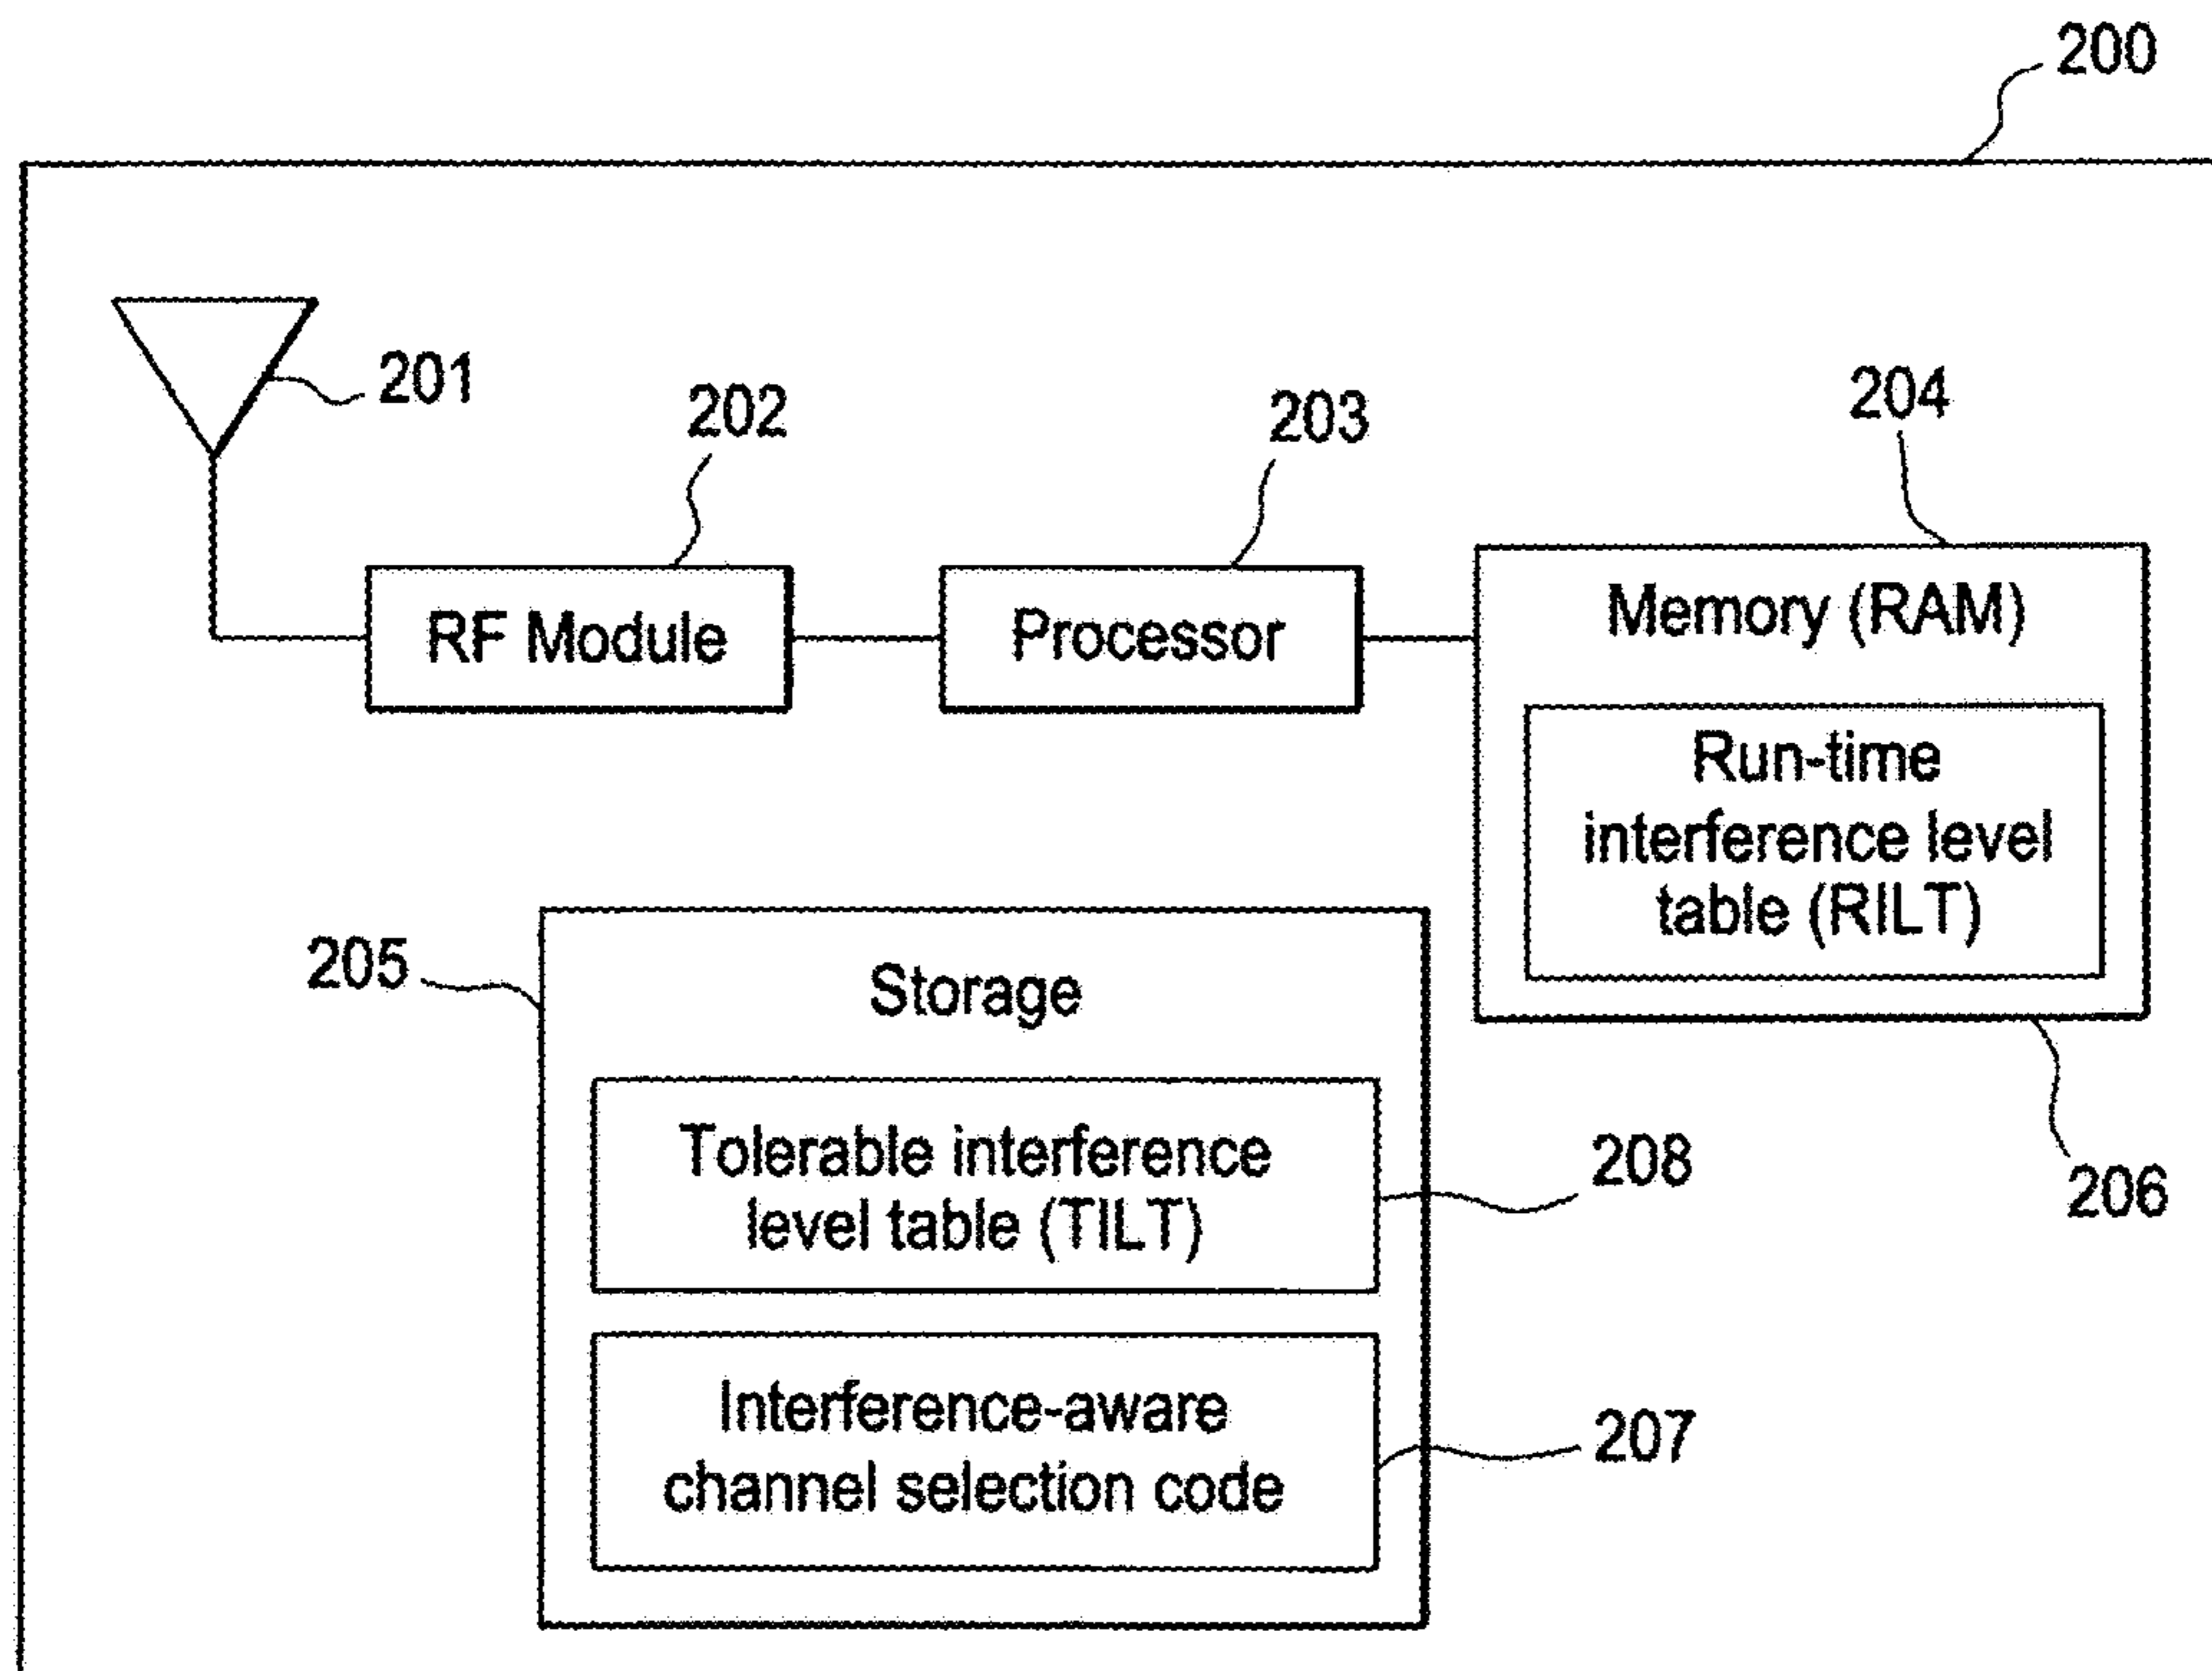 200
201
202
203
204
RF Module
Processor
Memory (RAM)
Run-time
interference level
table (RILT)
205
Storage
206
Tolerable interference
level table (TILT)
208
Interference-aware
channel selection code
207